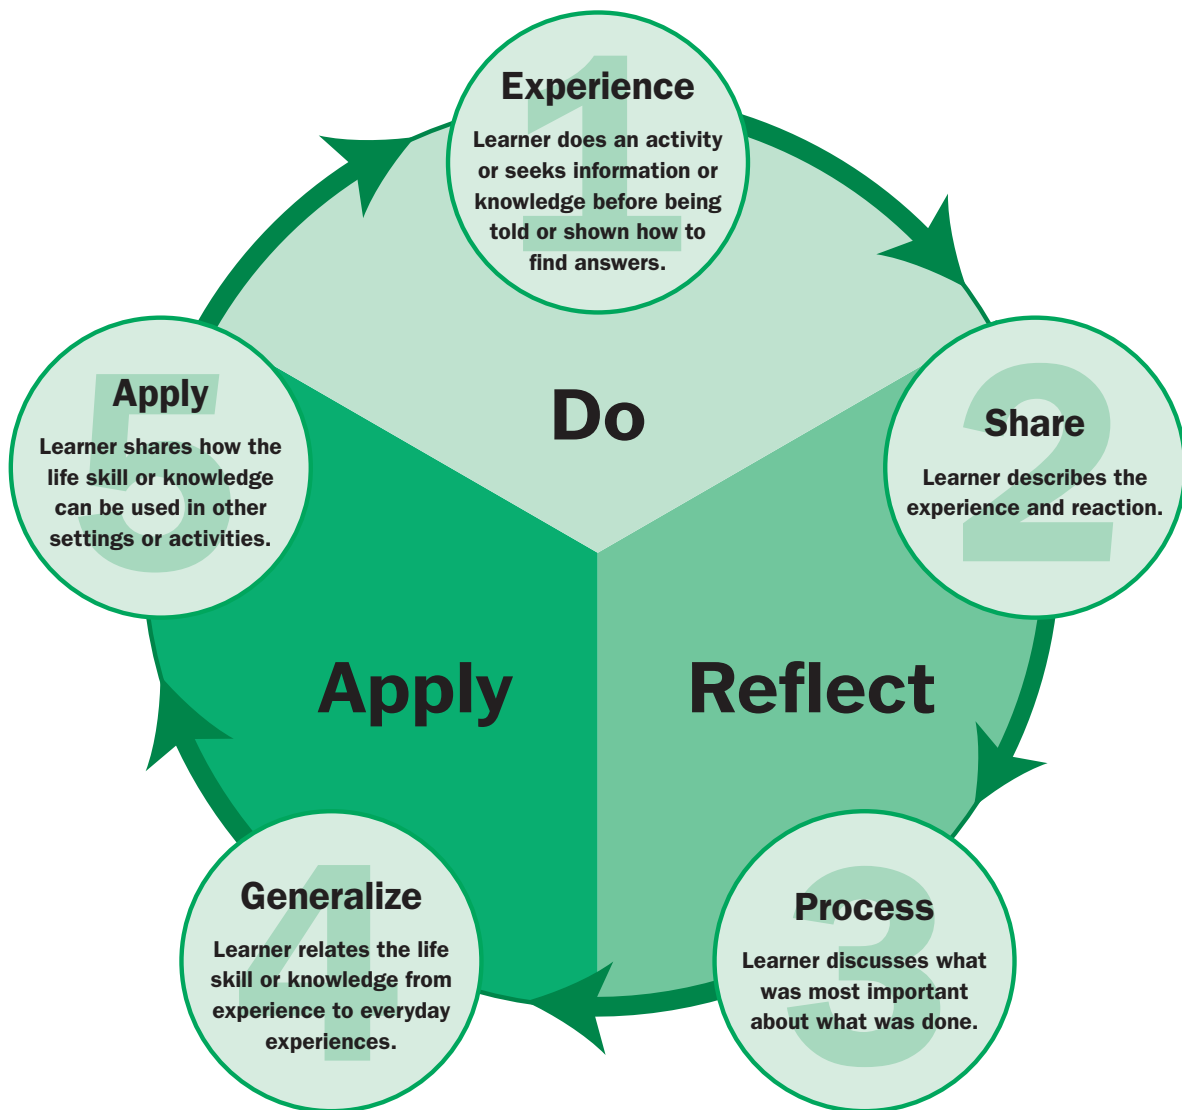 1
Experience
Learner does an activity
or seeks information or
knowledge before being
told or shown how to
find answers.
2
Share
Learner describes the
experience and reaction.
3
Process
Learner discusses what
was most important
about what was done.
4
Generalize
Learner relates the life
skill or knowledge from
experience to everyday
experiences.
5
Apply
Learner shares how the
life skill or knowledge
can be used in other
settings or activities.
Do
Reflect
Apply